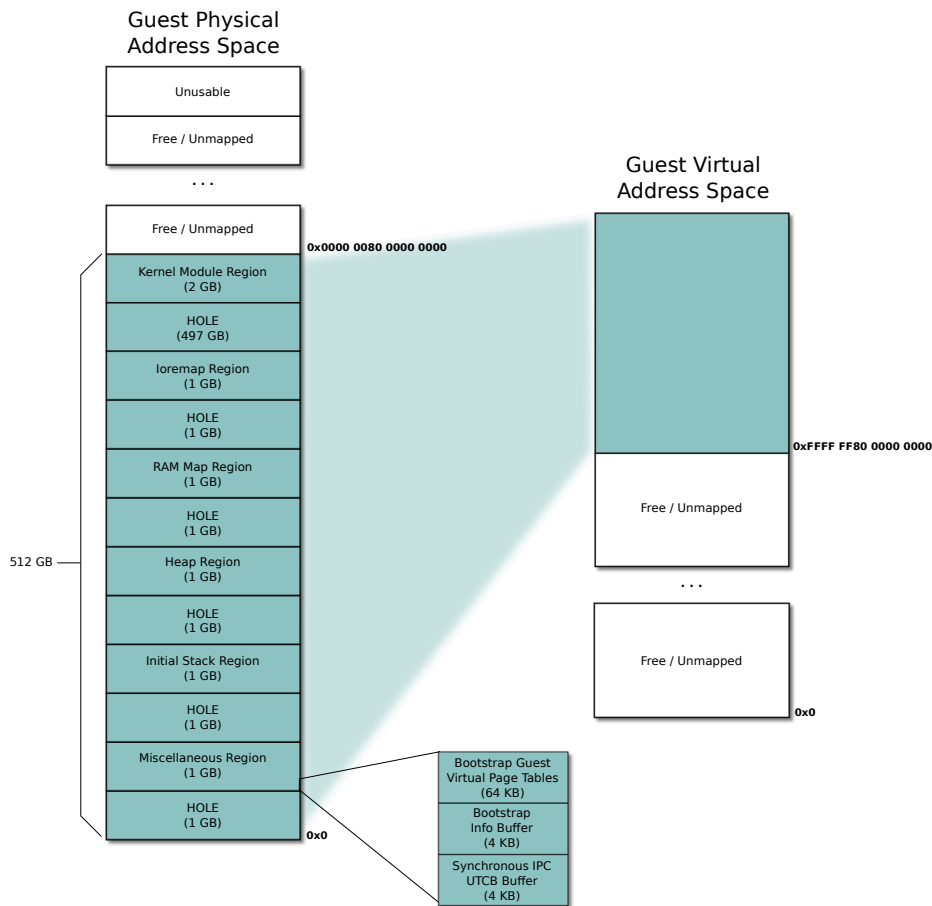 Guest Physical
Address Space
Unusable
Free / Unmapped
...
Free / Unmapped
0x0000 0080 0000 0000
Kernel Module Region
(2 GB)
HOLE
(497 GB)
Ioremap Region
(1 GB)
HOLE
(1 GB)
RAM Map Region
(1 GB)
HOLE
(1 GB)
512 GB
Heap Region
(1 GB)
HOLE
(1 GB)
Initial Stack Region
(1 GB)
HOLE
(1 GB)
Miscellaneous Region
(1 GB)
HOLE
(1 GB)
0x0
Bootstrap Guest
Virtual Page Tables
(64 KB)
Bootstrap
Info Buffer
(4 KB)
Synchronous IPC
UTCB Buffer
(4 KB)
Guest Virtual
Address Space
0xFFFF FF80 0000 0000
Free / Unmapped
...
Free / Unmapped
0x0